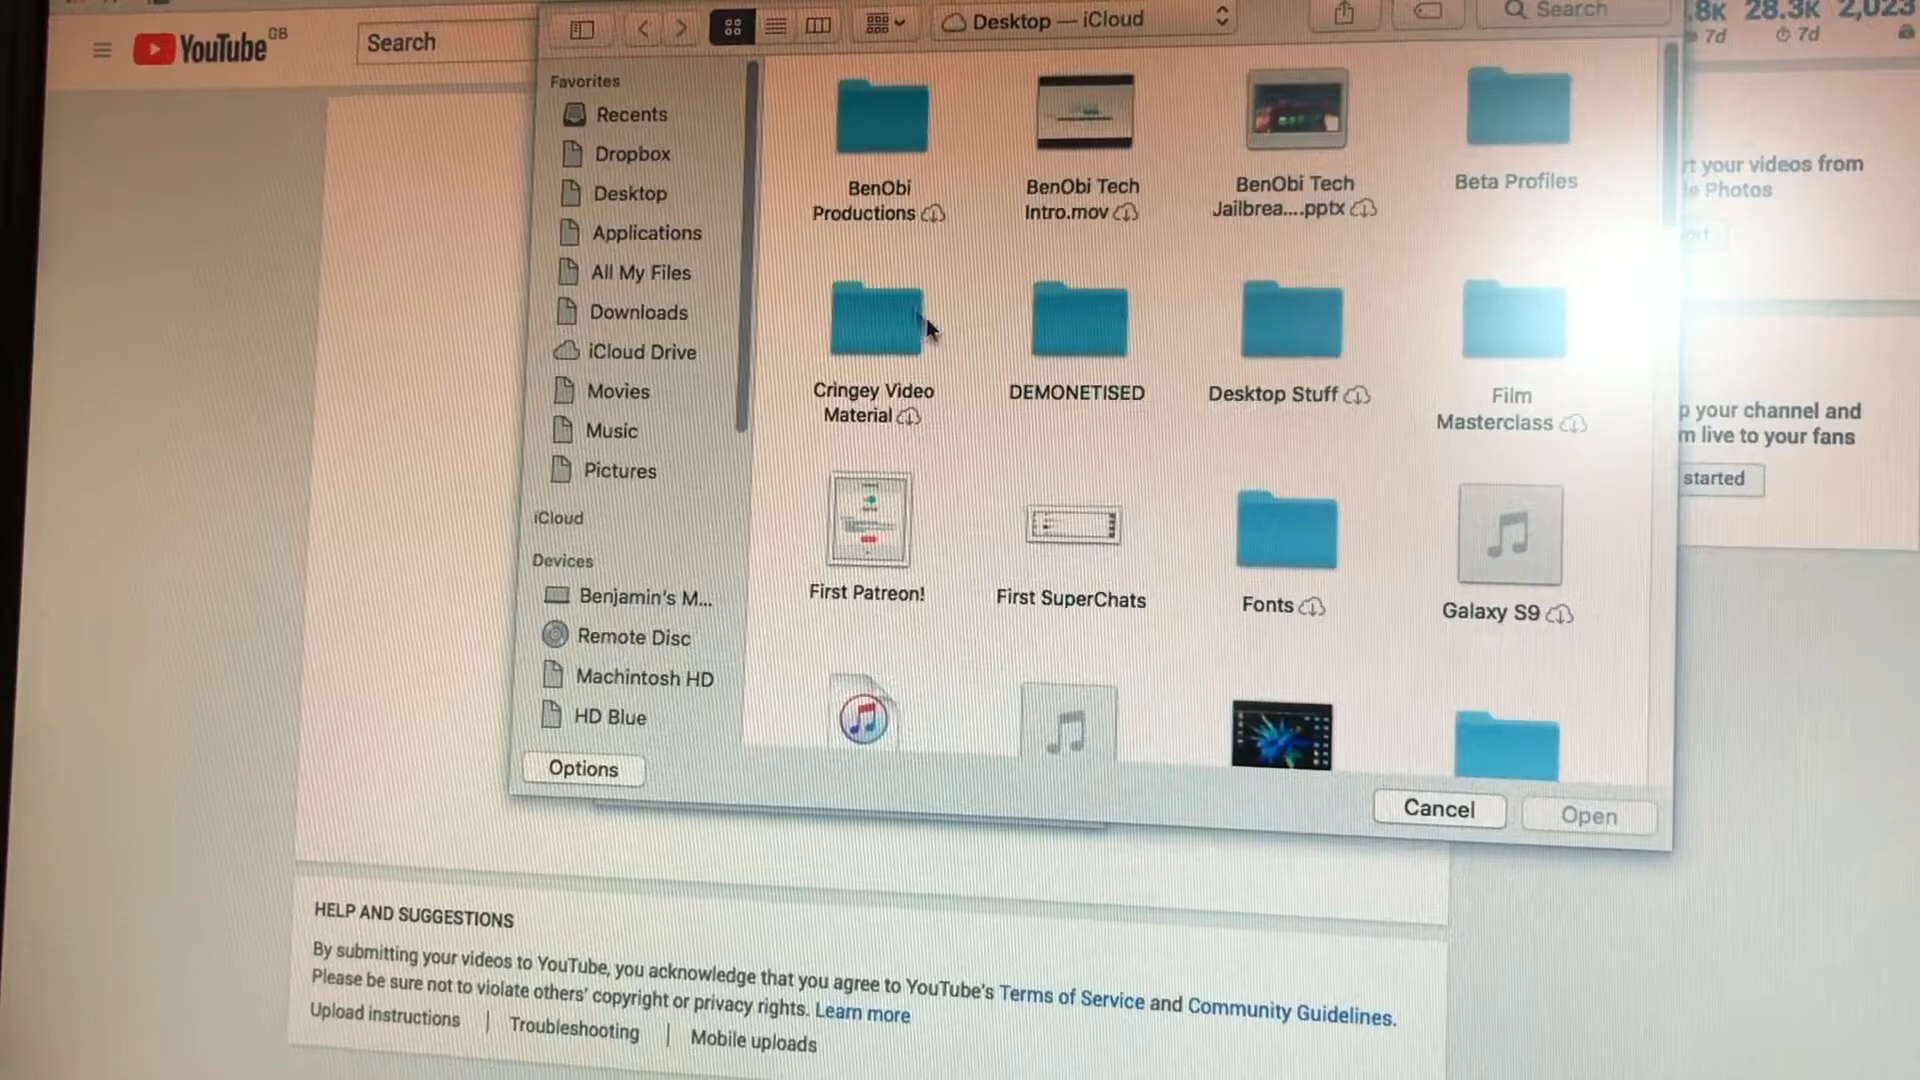 YouTube GB
Search
Desktop — iCloud
Search
.8K 28.3K 2,023
7d 7d
Favorites
Recents
Dropbox
Desktop
Applications
All My Files
Downloads
iCloud Drive
Movies
Music
Pictures
iCloud
Devices
Benjamin's M...
Remote Disc
Machintosh HD
HD Blue
Options
BenObi
Productions
BenObi Tech
Intro.mov
BenObi Tech
Jailbrea....pptx
Beta Profiles
Cringey Video
Material
DEMONETISED
Desktop Stuff
Film
Masterclass
First Patreon!
First SuperChats
Fonts
Galaxy S9
Cancel
Open
rt your videos from
le Photos
ort
p your channel and
m live to your fans
started
HELP AND SUGGESTIONS
By submitting your videos to YouTube, you acknowledge that you agree to YouTube's Terms of Service and Community Guidelines.
Please be sure not to violate others' copyright or privacy rights. Learn more
Upload instructions | Troubleshooting | Mobile uploads